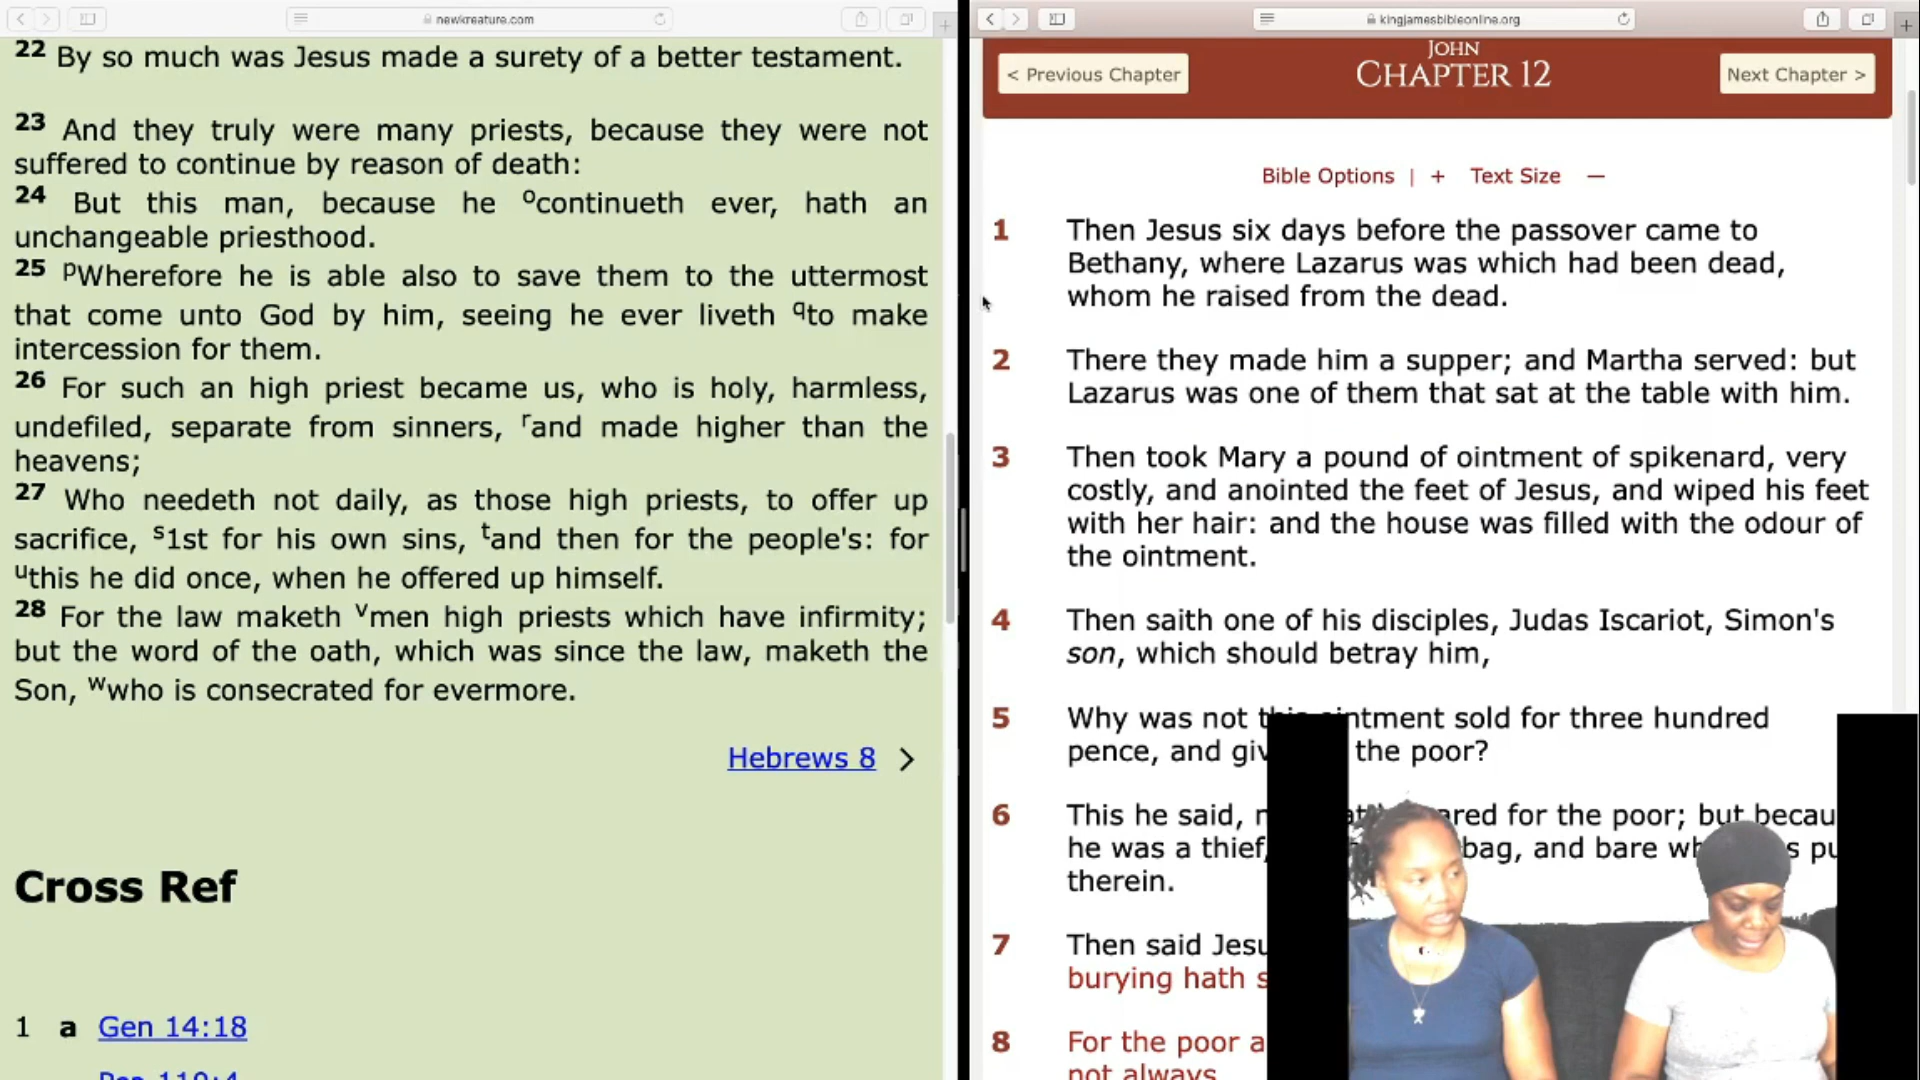 newkreature.com
22 By so much was Jesus made a surety of a better testament.
23 And they truly were many priests, because they were not
suffered to continue by reason of death:
24 But this man, because he ocontinueth ever, hath an
unchangeable priesthood.
25 pWherefore he is able also to save them to the uttermost
that come unto God by him, seeing he ever liveth qto make
intercession for them.
26 For such an high priest became us, who is holy, harmless,
undefiled, separate from sinners, rand made higher than the
heavens;
27 Who needeth not daily, as those high priests, to offer up
sacrifice, s1st for his own sins, tand then for the people's: for
uthis he did once, when he offered up himself.
28 For the law maketh vmen high priests which have infirmity;
but the word of the oath, which was since the law, maketh the
Son, wwho is consecrated for evermore.
Hebrews 8 >
Cross Ref
1 a Gen 14:18
kingjamesbibleonline.org
< Previous Chapter
JOHN
CHAPTER 12
Next Chapter >
Bible Options | + Text Size —
1 Then Jesus six days before the passover came to
Bethany, where Lazarus was which had been dead,
whom he raised from the dead.
2 There they made him a supper; and Martha served: but
Lazarus was one of them that sat at the table with him.
3 Then took Mary a pound of ointment of spikenard, very
costly, and anointed the feet of Jesus, and wiped his feet
with her hair: and the house was filled with the odour of
the ointment.
4 Then saith one of his disciples, Judas Iscariot, Simon's
son, which should betray him,
5 Why was not this ointment sold for three hundred
pence, and giv the poor?
6 This he said, ared for the poor; but becau
he was a thief, bag, and bare wh s pu
therein.
7 Then said Jesu
burying hath s
8 For the poor a
not always